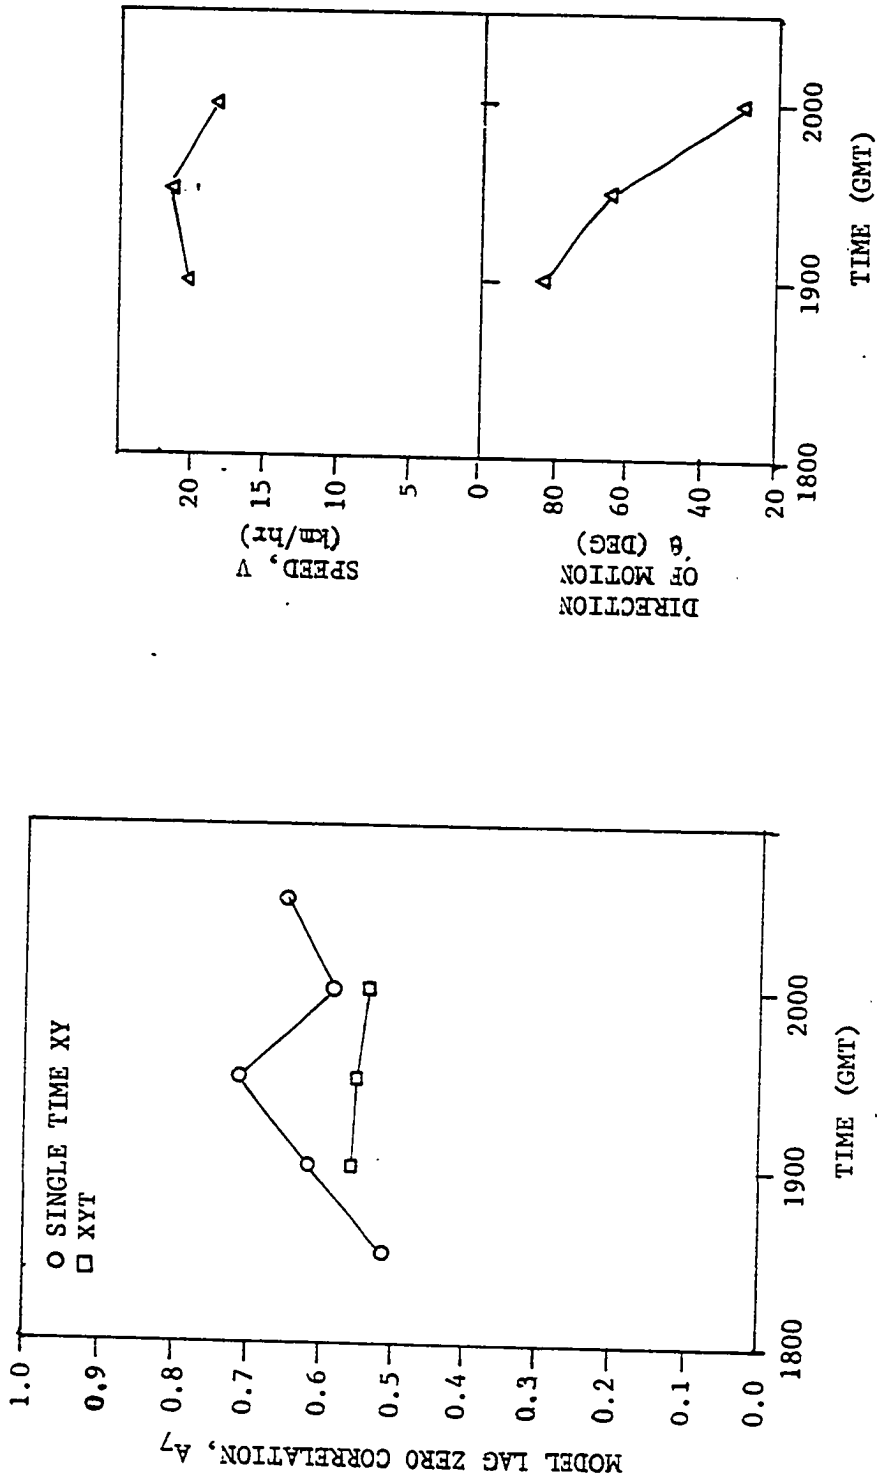 SPEED, V
(km/hr)
20
15
10
5
0
DIRECTION
OF MOTION
θ (DEG)
80
60
40
20
1800
1900
2000
TIME (GMT)
MODEL LAG ZERO CORRELATION, A7
1.0
0.9
0.8
0.7
0.6
0.5
0.4
0.3
0.2
0.1
0.0
SINGLE TIME XY
XYT
1800
1900
2000
TIME (GMT)